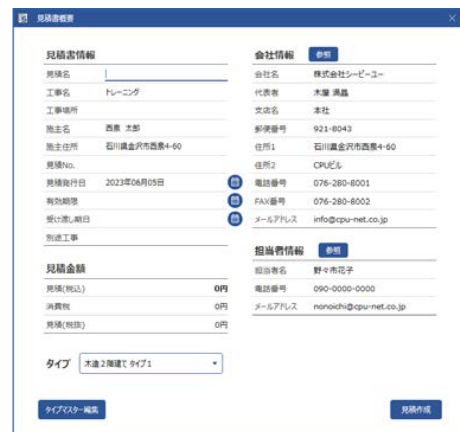 見積書概要
見積書情報
見積名
工事名 トレーニング
工事場所
施主名 西泉 太郎
施主住所 石川県金沢市西泉4-60
見積No.
見積発行日 2023年06月05日
有効期限
受け渡し期日
別途工事
見積金額
見積(税込) 0円
消費税 0円
見積(税抜) 0円
タイプ 木造2階建て タイプ1
タイプマスター編集
会社情報 参照
会社名 株式会社シーピーユー
代表者 木屋 満晶
支店名 本社
郵便番号 921-8043
住所1 石川県金沢市西泉4-60
住所2 CPUビル
電話番号 076-280-8001
FAX番号 076-280-8002
メールアドレス info@cpu-net.co.jp
担当者情報 参照
担当者名 野々市花子
電話番号 090-0000-0000
メールアドレス nonoichi@cpu-net.co.jp
見積作成